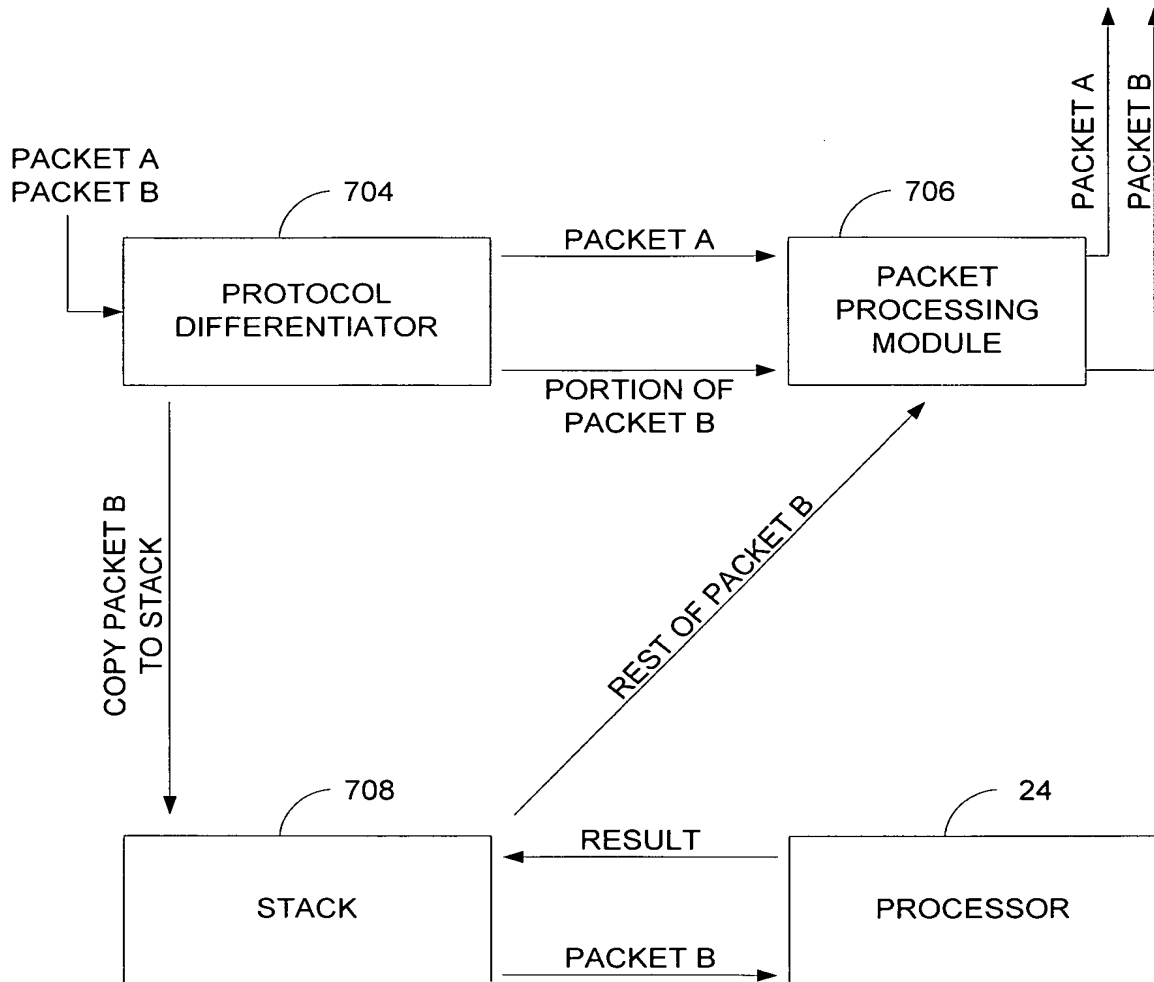 PACKET A
PACKET B
PACKET A
PACKET B
704
706
PROTOCOL
DIFFERENTIATOR
PACKET A
PORTION OF
PACKET B
PACKET
PROCESSING
MODULE
COPY PACKET B
TO STACK
REST OF PACKET B
708
24
STACK
RESULT
PACKET B
PROCESSOR